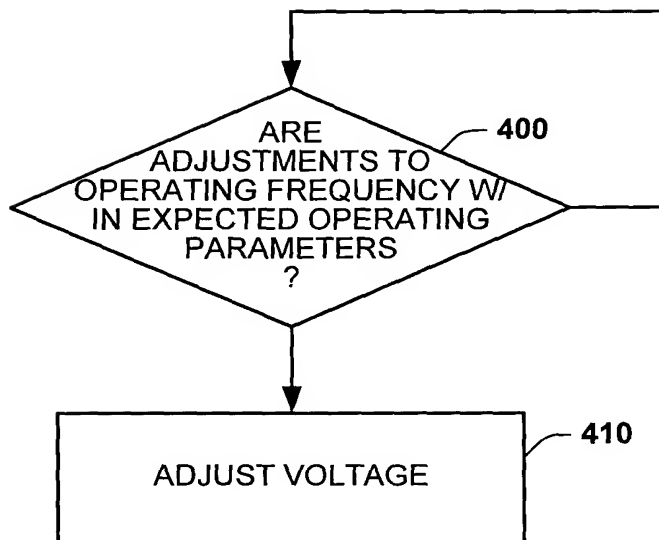 ARE
ADJUSTMENTS TO
OPERATING FREQUENCY W/
IN EXPECTED OPERATING
PARAMETERS
?
400
ADJUST VOLTAGE
410